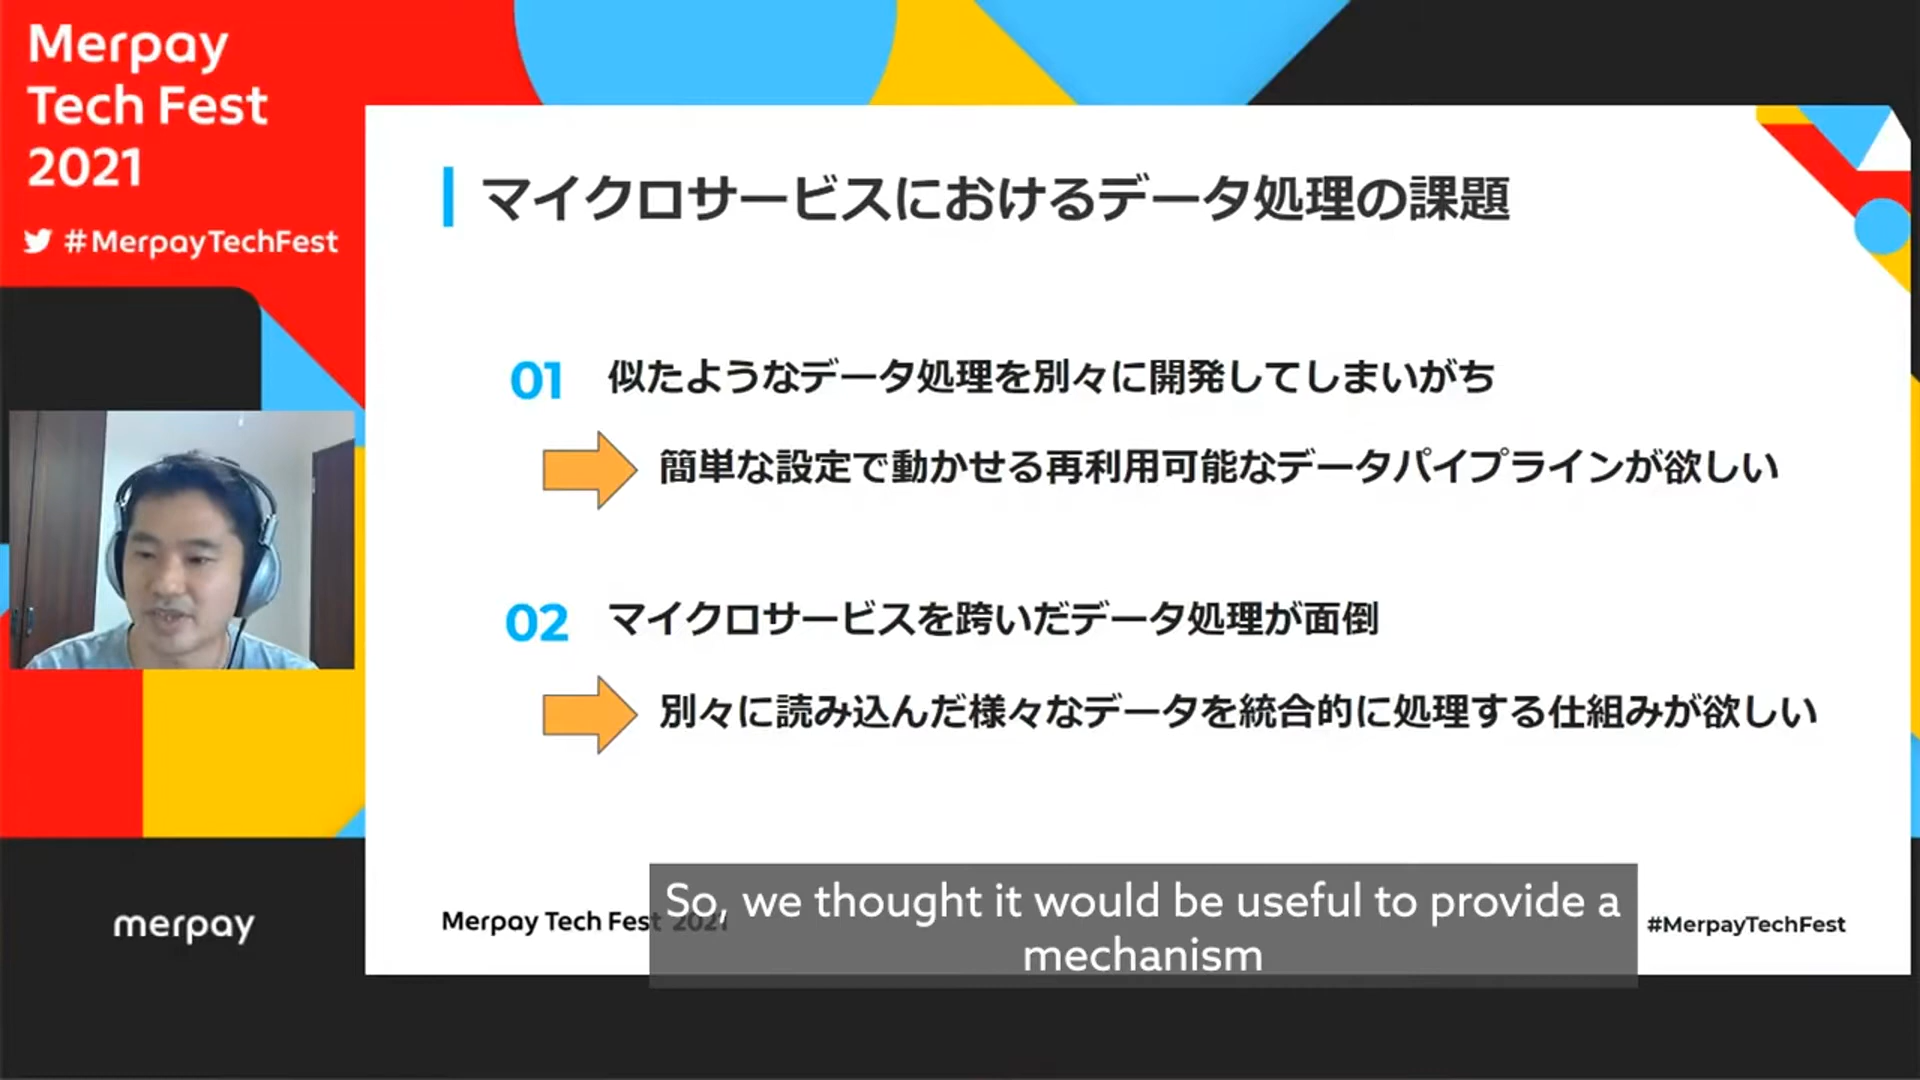 Merpay
Tech Fest
2021
#MerpayTechFest
マイクロサービスにおけるデータ処理の課題
01 似たようなデータ処理を別々に開発してしまいがち
簡単な設定で動かせる再利用可能なデータパイプラインが欲しい
02 マイクロサービスを跨いだデータ処理が面倒
別々に読み込んだ様々なデータを統合的に処理する仕組みが欲しい
merpay
Merpay Tech Fest 2021
#MerpayTechFest
So, we thought it would be useful to provide a
mechanism